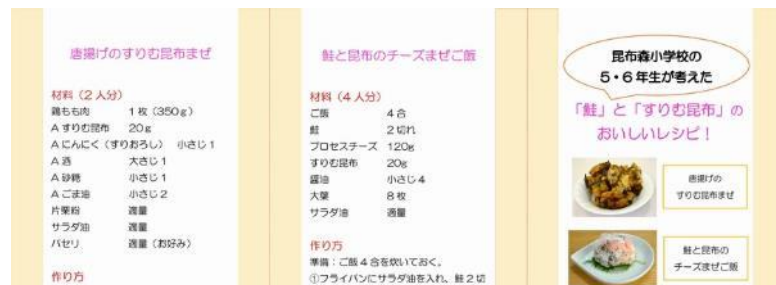 唐揚げのすりむ昆布まぜ
材料（2人分）
鶏もも肉　1枚（350g）
A すりむ昆布　20g
A にんにく（すりおろし）　小さじ1
A 酒　大さじ1
A 砂糖　小さじ1
A ごま油　小さじ2
片栗粉　適量
サラダ油　適量
パセリ　適量（お好み）
作り方
鮭と昆布のチーズまぜご飯
材料（4人分）
ご飯　4合
鮭　2切れ
プロセスチーズ　120g
すりむ昆布　20g
醤油　小さじ4
大葉　8枚
サラダ油　適量
作り方
準備：ご飯4合を炊いておく。
①フライパンにサラダ油を入れ、鮭2切
昆布森小学校の
5・6年生が考えた
「鮭」と「すりむ昆布」の
おいしいレシピ！
唐揚げの
すりむ昆布まぜ
鮭と昆布の
チーズまぜご飯